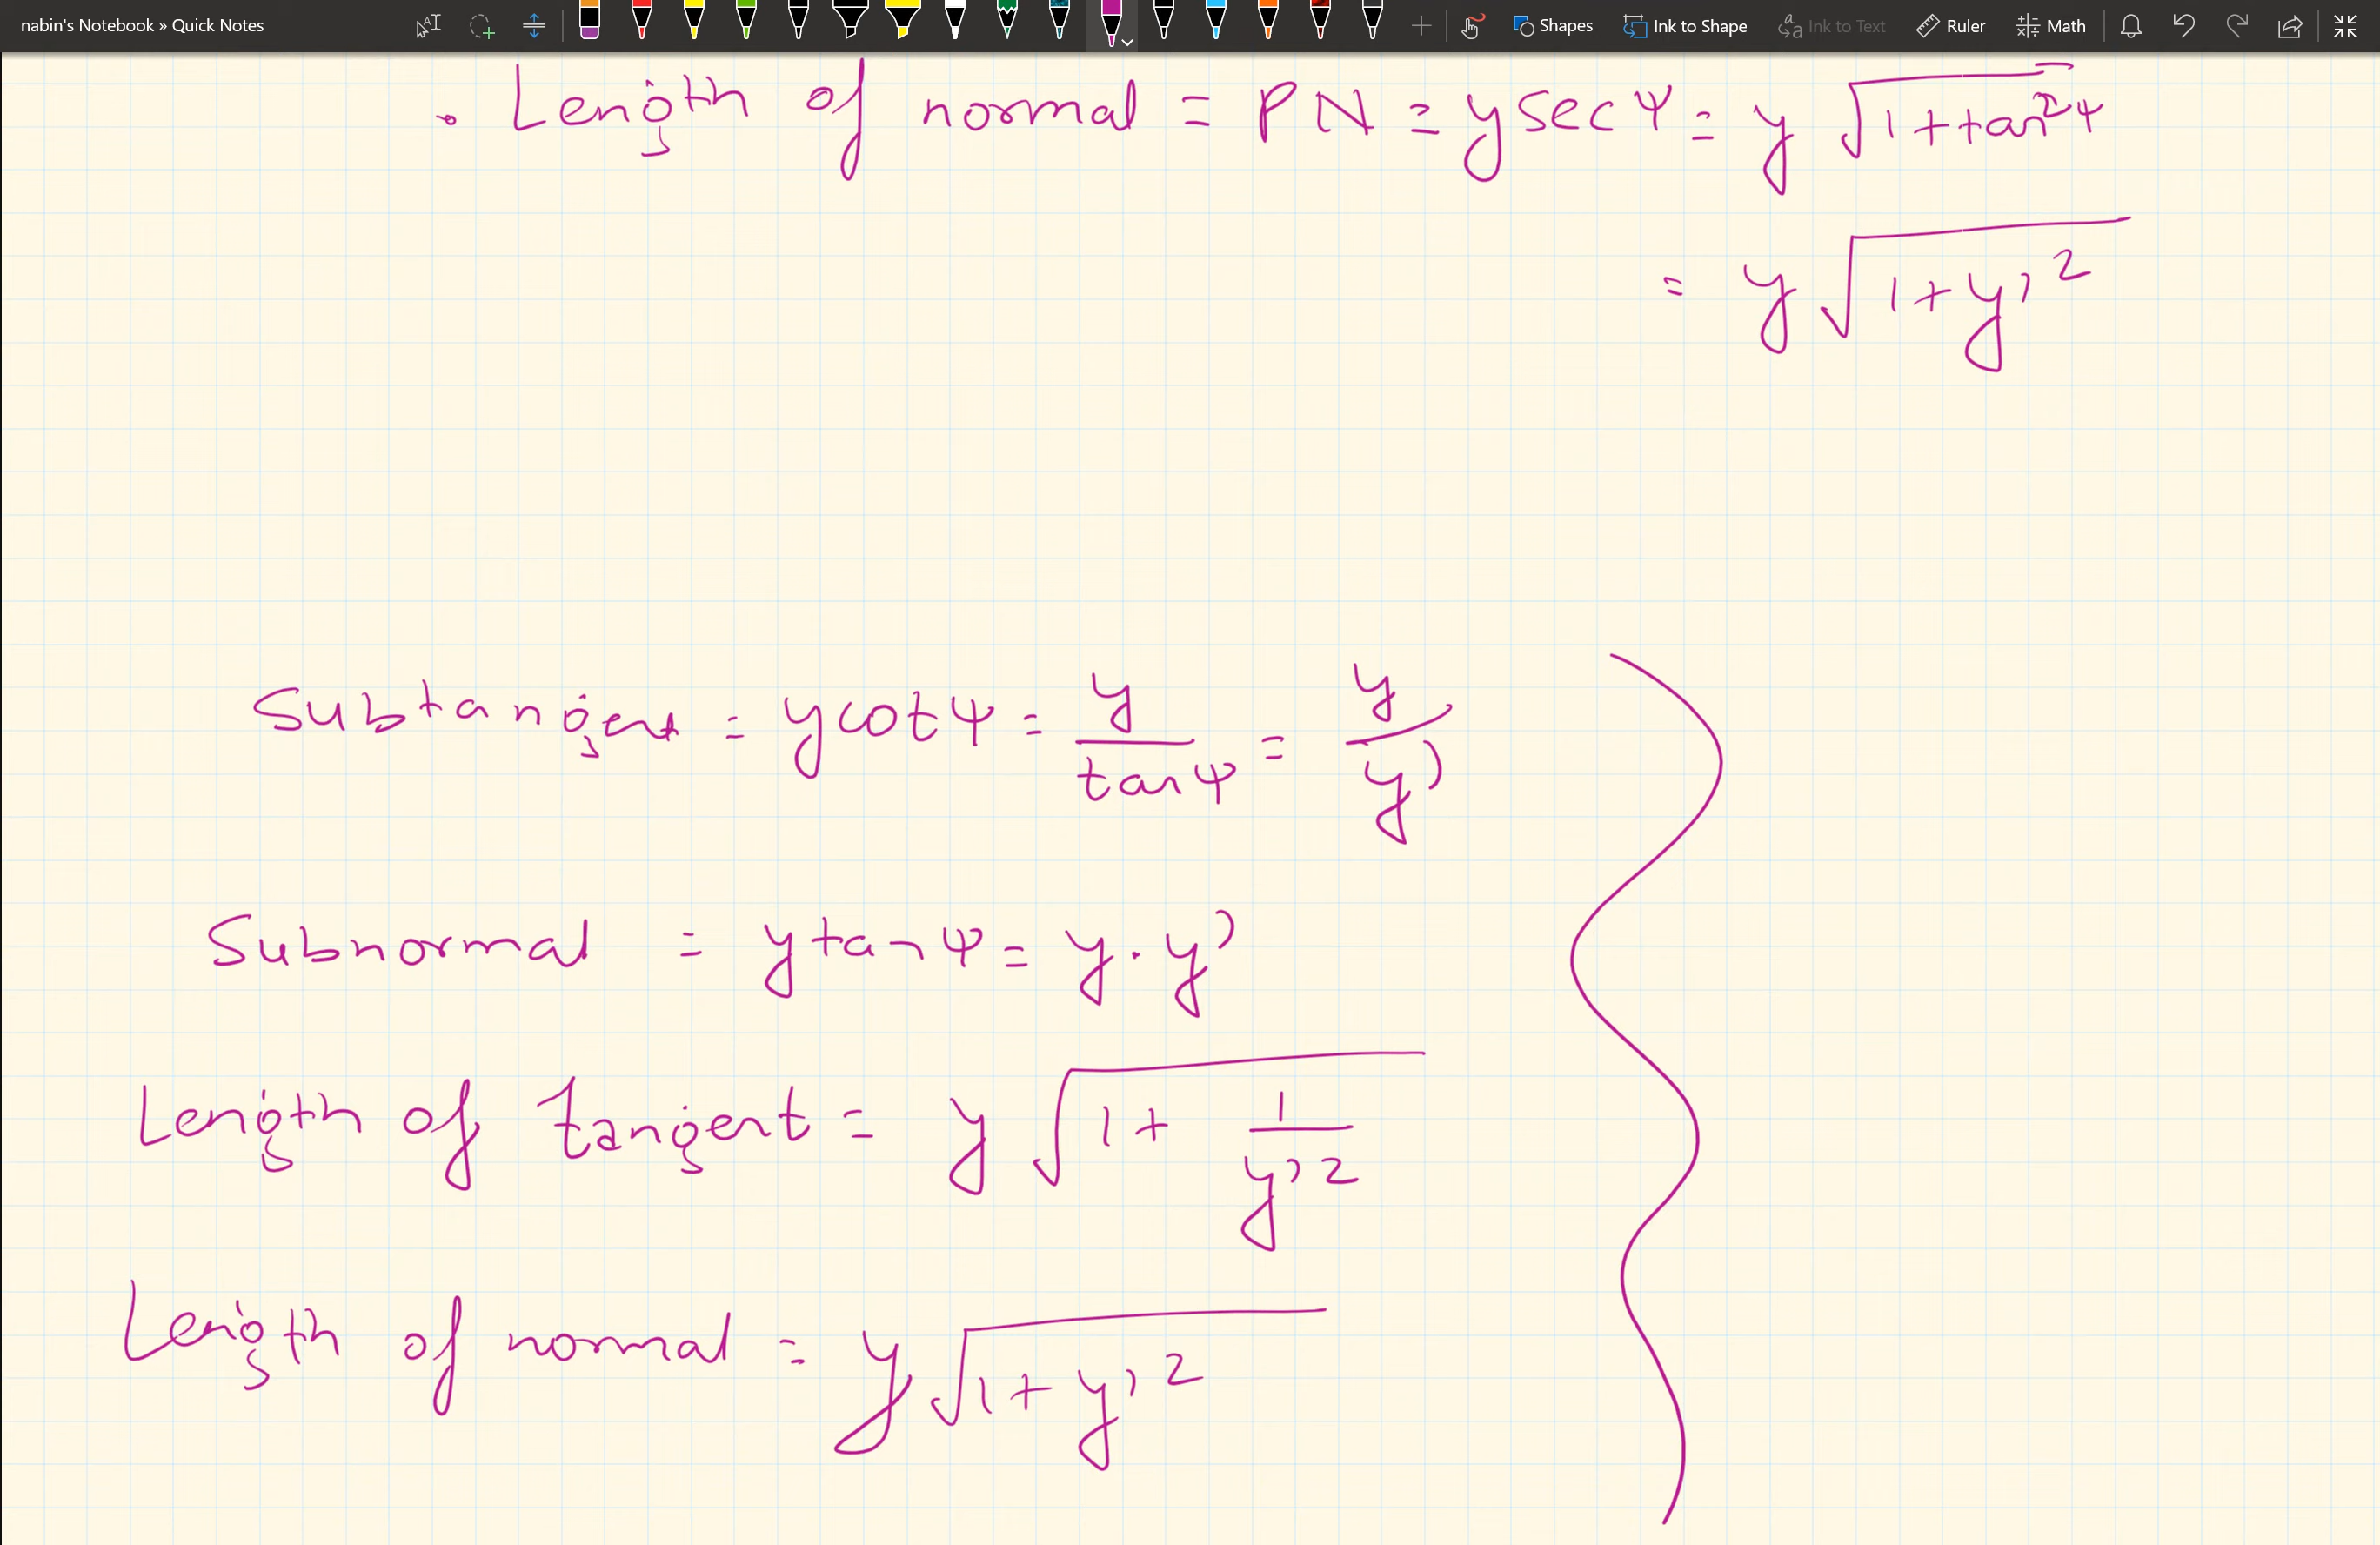 nabin's Notebook » Quick Notes Shapes Ink to Shape Ink to Text Ruler Math
. Length of normal = PN = y sec ψ = y √(1+tan²ψ)
= y √(1+y'²)
Subtangent = y cot ψ = y/tan ψ = y/y'
Subnormal = y tan ψ = y . y'
Length of tangent = y √(1 + 1/y'²)
Length of normal = y √(1+y'²)